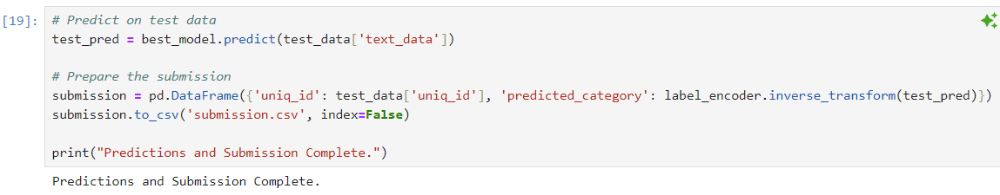 [19]:
# Predict on test data
test_pred = best_model.predict(test_data['text_data'])
# Prepare the submission
submission = pd.DataFrame({'uniq_id': test_data['uniq_id'], 'predicted_category': label_encoder.inverse_transform(test_pred)})
submission.to_csv('submission.csv', index=False)
print("Predictions and Submission Complete.")
Predictions and Submission Complete.